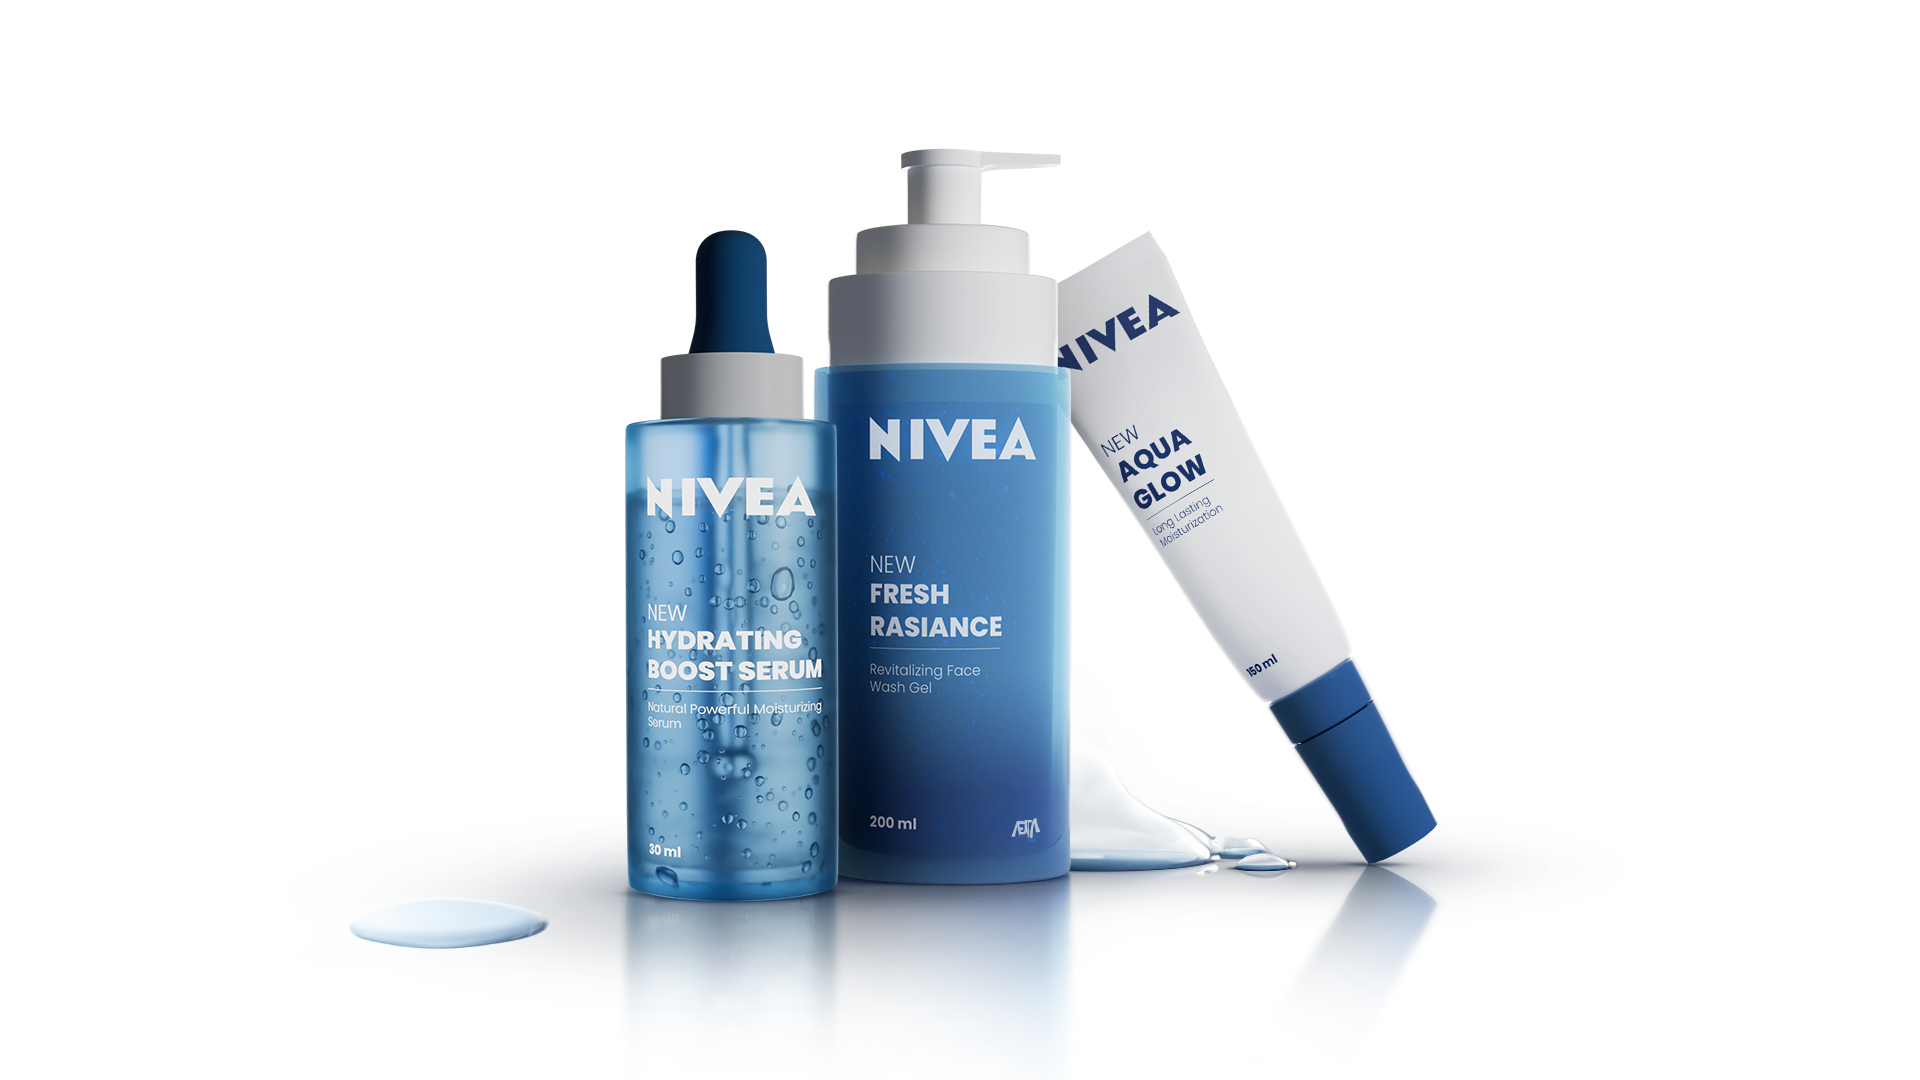 NIVEA
NEW
HYDRATING
BOOST SERUM
Natural Powerful Moisturizing
Serum
30 ml
NIVEA
NEW
FRESH
RASIANCE
Revitalizing Face
Wash Gel
200 ml
NIVEA
NEW
AQUA
GLOW
Long Lasting
Moisturization
150 ml